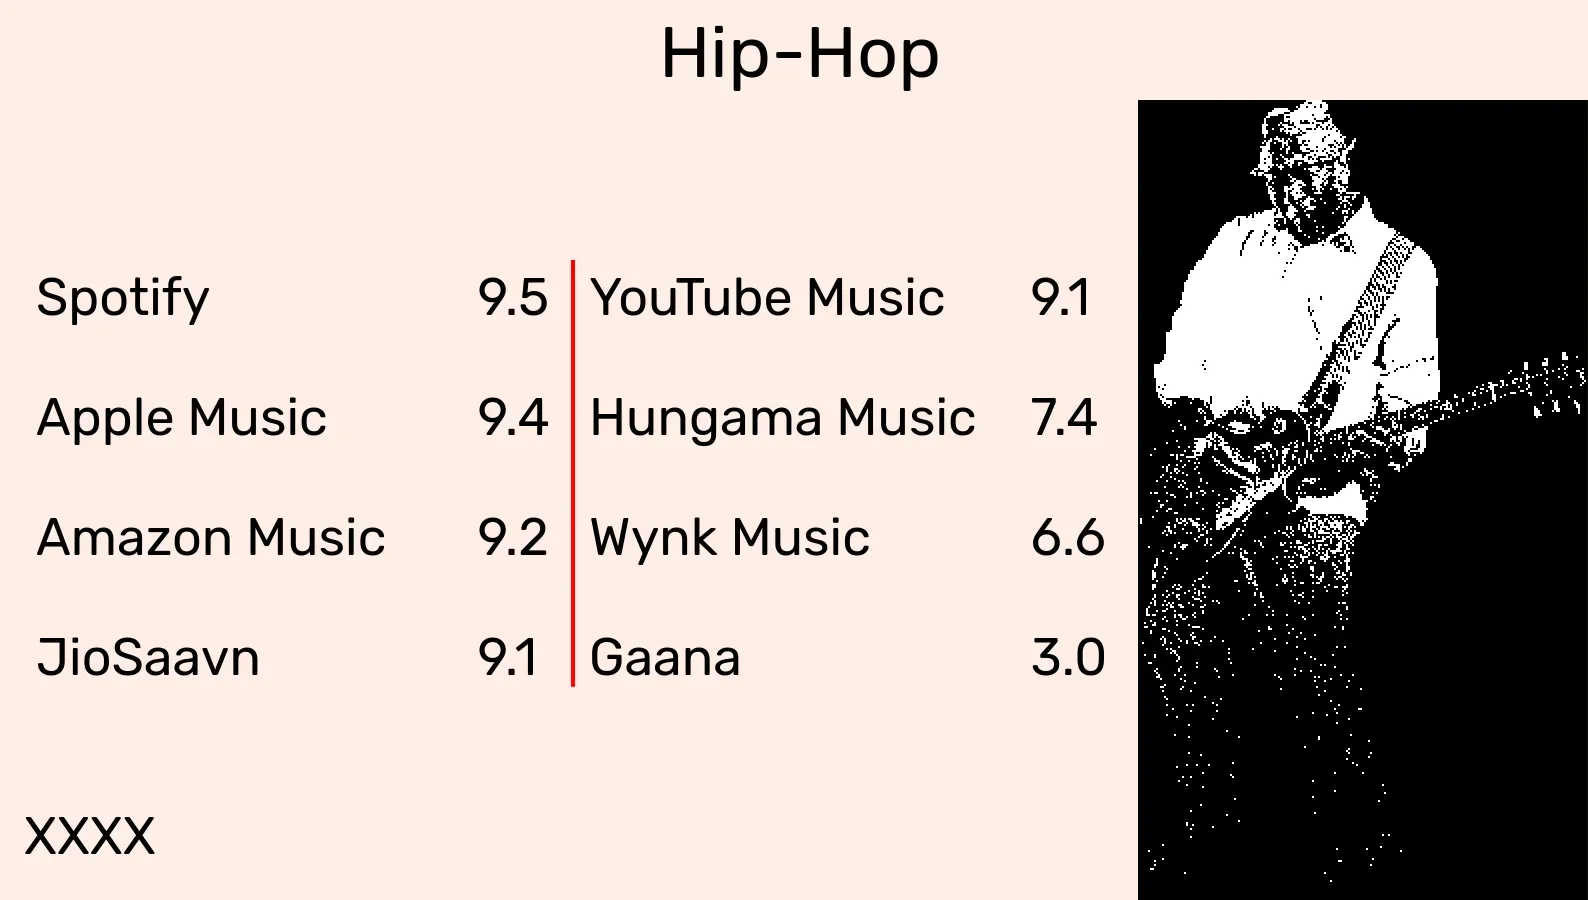 Hip-Hop
Spotify 9.5
Apple Music 9.4
Amazon Music 9.2
JioSaavn 9.1
YouTube Music 9.1
Hungama Music 7.4
Wynk Music 6.6
Gaana 3.0
XXXX